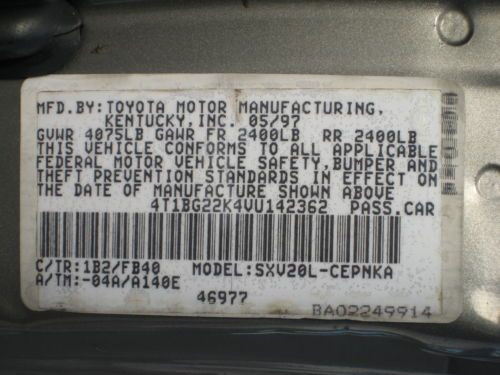 MFD.BY:TOYOTA MOTOR MANUFACTURING,
KENTUCKY,INC. 05/97
GVWR 4075LB GAWR FR 2400LB RR 2400LB
THIS VEHICLE CONFORMS TO ALL APPLICABLE
FEDERAL MOTOR VEHICLE SAFETY,BUMPER AND
THEFT PREVENTION STANDARDS IN EFFECT ON
THE DATE OF MANUFACTURE SHOWN ABOVE
4T1BG22K4VU142362 PASS.CAR
C/TR:1B2/FB40 MODEL:SXV20L-CEPNKA
A/TM:-04A/A140E
46977
BA02249914